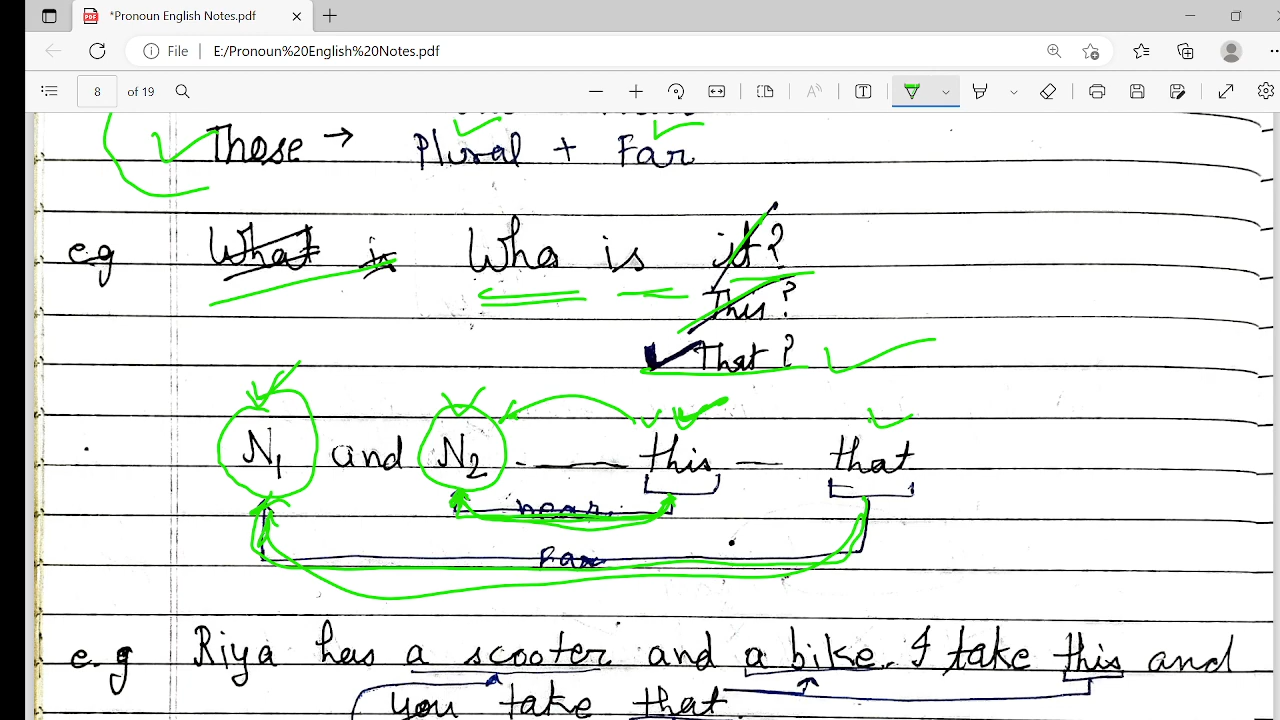 *Pronoun English Notes.pdf
File E:/Pronoun%20English%20Notes.pdf
8 of 19
Those → Plural + Far
e.g What is Who is it?
This?
That?
N1 and N2 - —— this — that
near
Far
e.g Riya has a scooter and a bike. I take this and
you take that.